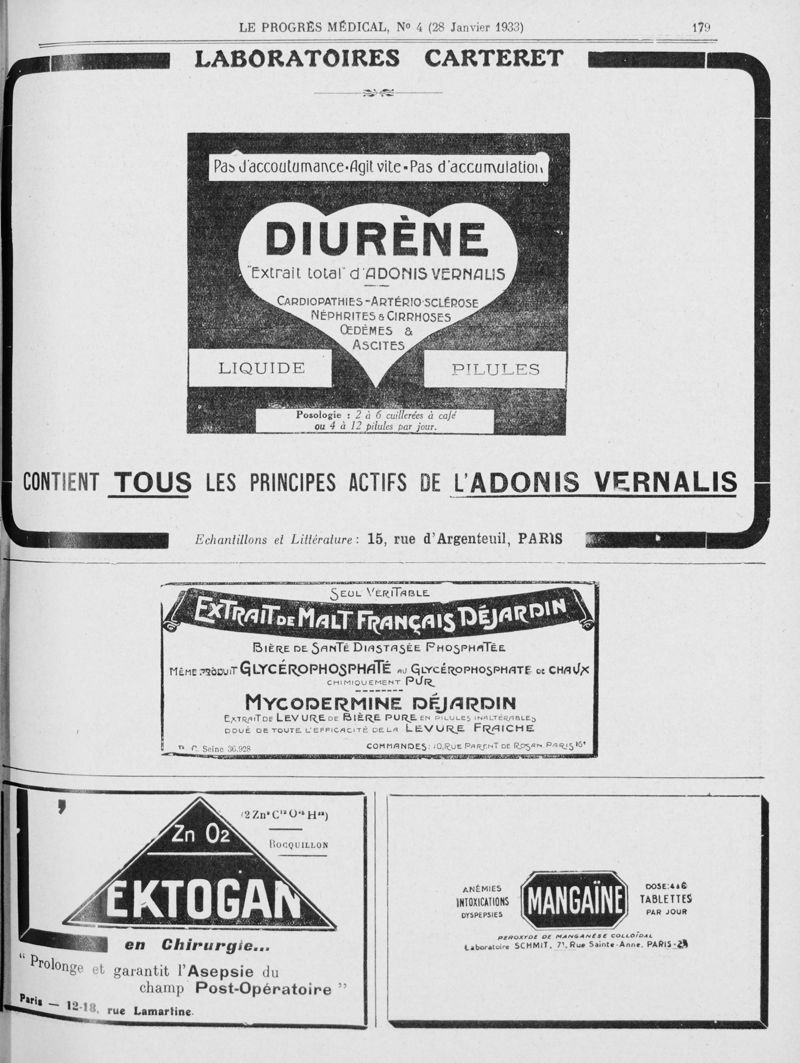 LE PROGRÈS MÉDICAL, Nº 4 (28 Janvier 1933) 179
LABORATOIRES CARTERET
Pas d'accoutumance • Agit vite • Pas d'accumulation
DIURÈNE
"Extrait total" d'ADONIS VERNALIS
CARDIOPATHIES - ARTÉRIO-SCLÉROSE
NÉPHRITES & CIRRHOSES
ŒDÈMES &
ASCITES
LIQUIDE PILULES
Posologie : 2 à 6 cuillerées à café
ou 4 à 12 pilules par jour.
CONTIENT TOUS LES PRINCIPES ACTIFS DE L'ADONIS VERNALIS
Echantillons et Littérature : 15, rue d'Argenteuil, PARIS
SEUL VERITABLE
EXTRAIT DE MALT FRANÇAIS DÉJARDIN
BIÈRE DE SANTÉ DIASTASÉE PHOSPHATÉE
MÊME PRODUIT GLYCÉROPHOSPHATÉ AU GLYCÉROPHOSPHATE DE CHAUX
CHIMIQUEMENT PUR
MYCODERMINE DÉJARDIN
EXTRAIT DE LEVURE DE BIÈRE PURE EN PILULES INALTÉRABLES
DOUÉ DE TOUTE L'EFFICACITÉ DE LA LEVURE FRAICHE
C. Seine 36.928 COMMANDES: 10, RUE PARENT DE ROSAN PARIS 16e
Zn O2
BOCQUILLON
EKTOGAN
en Chirurgie...
" Prolonge et garantit l'Asepsie du
champ Post-Opératoire "
Paris — 12-18, rue Lamartine.
ANÉMIES
INTOXICATIONS
DYSPEPSIES
MANGAÏNE
DOSE: 4 à 6
TABLETTES
PAR JOUR
PEROXYDE DE MANGANÈSE COLLOÏDAL
Laboratoire SCHMIT, 71, Rue Sainte-Anne, PARIS-2